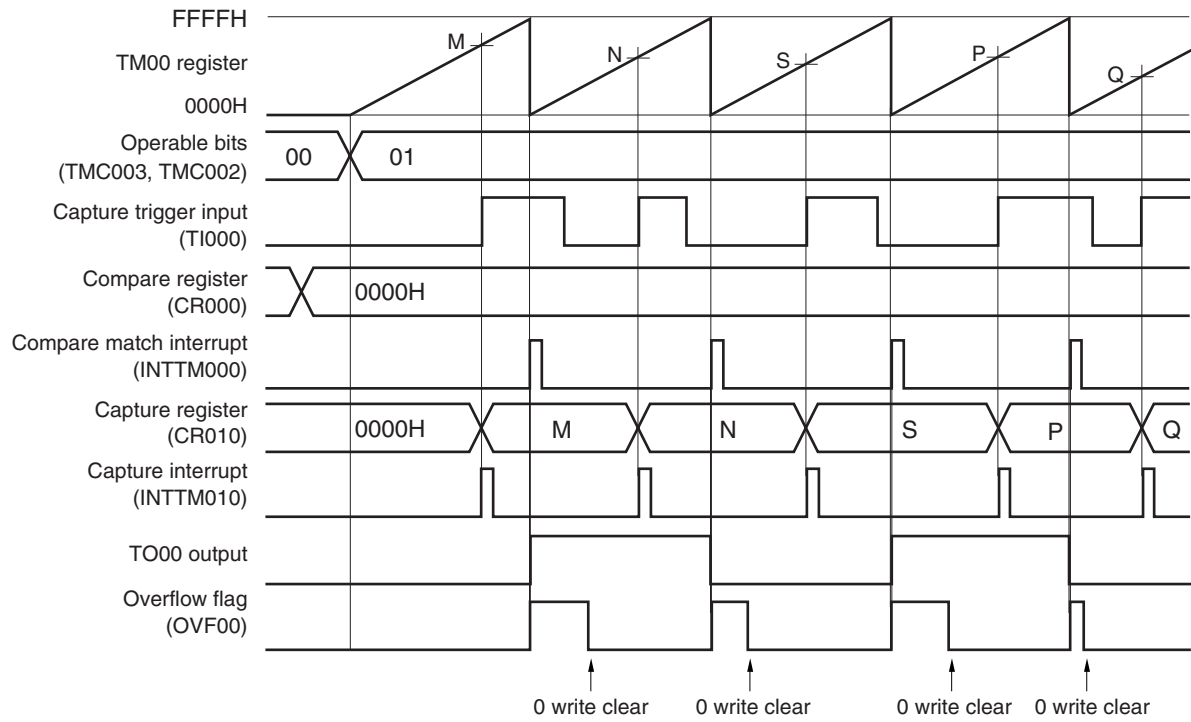 FFFFH
TM00 register
0000H
M
N
S
P
Q
Operable bits
(TMC003, TMC002)
00
01
Capture trigger input
(TI000)
Compare register
(CR000)
0000H
Compare match interrupt
(INTTM000)
Capture register
(CR010)
0000H
M
N
S
P
Q
Capture interrupt
(INTTM010)
TO00 output
Overflow flag
(OVF00)
0 write clear
0 write clear
0 write clear
0 write clear